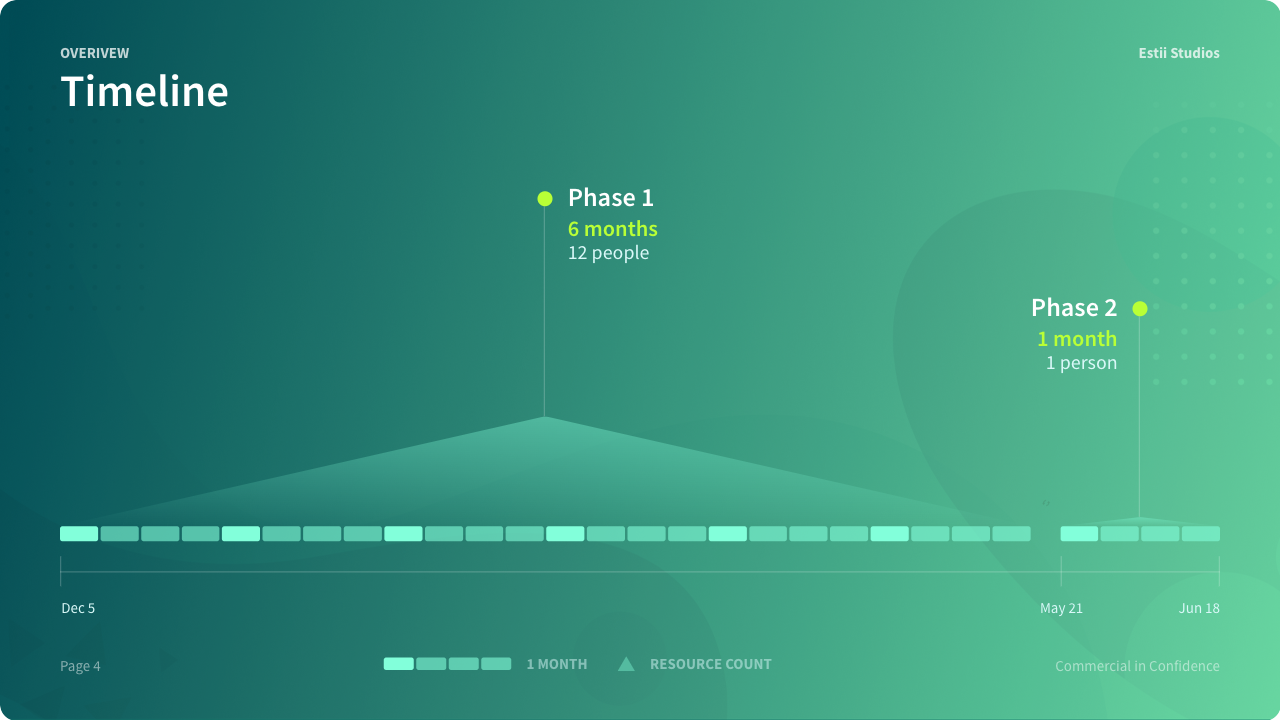 OVERIVEW
Estii Studios
Timeline
Phase 1
6 months
12 people
Phase 2
1 month
1 person
Dec 5
May 21
Jun 18
Page 4
1 MONTH
RESOURCE COUNT
Commercial in Confidence